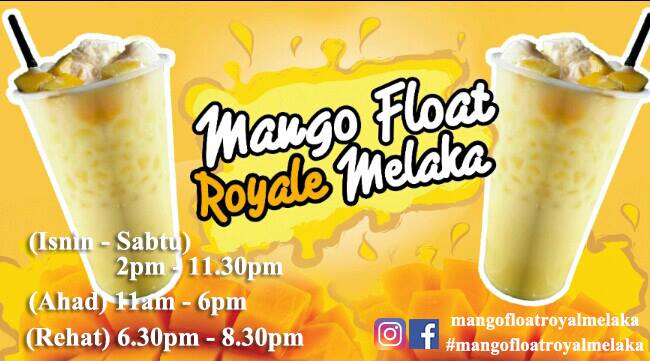 Mango Float
Royale Melaka
(Isnin - Sabtu)
2pm - 11.30pm
(Ahad) 11am - 6pm
(Rehat) 6.30pm - 8.30pm
mangofloatroyalmelaka
#mangofloatroyalmelaka